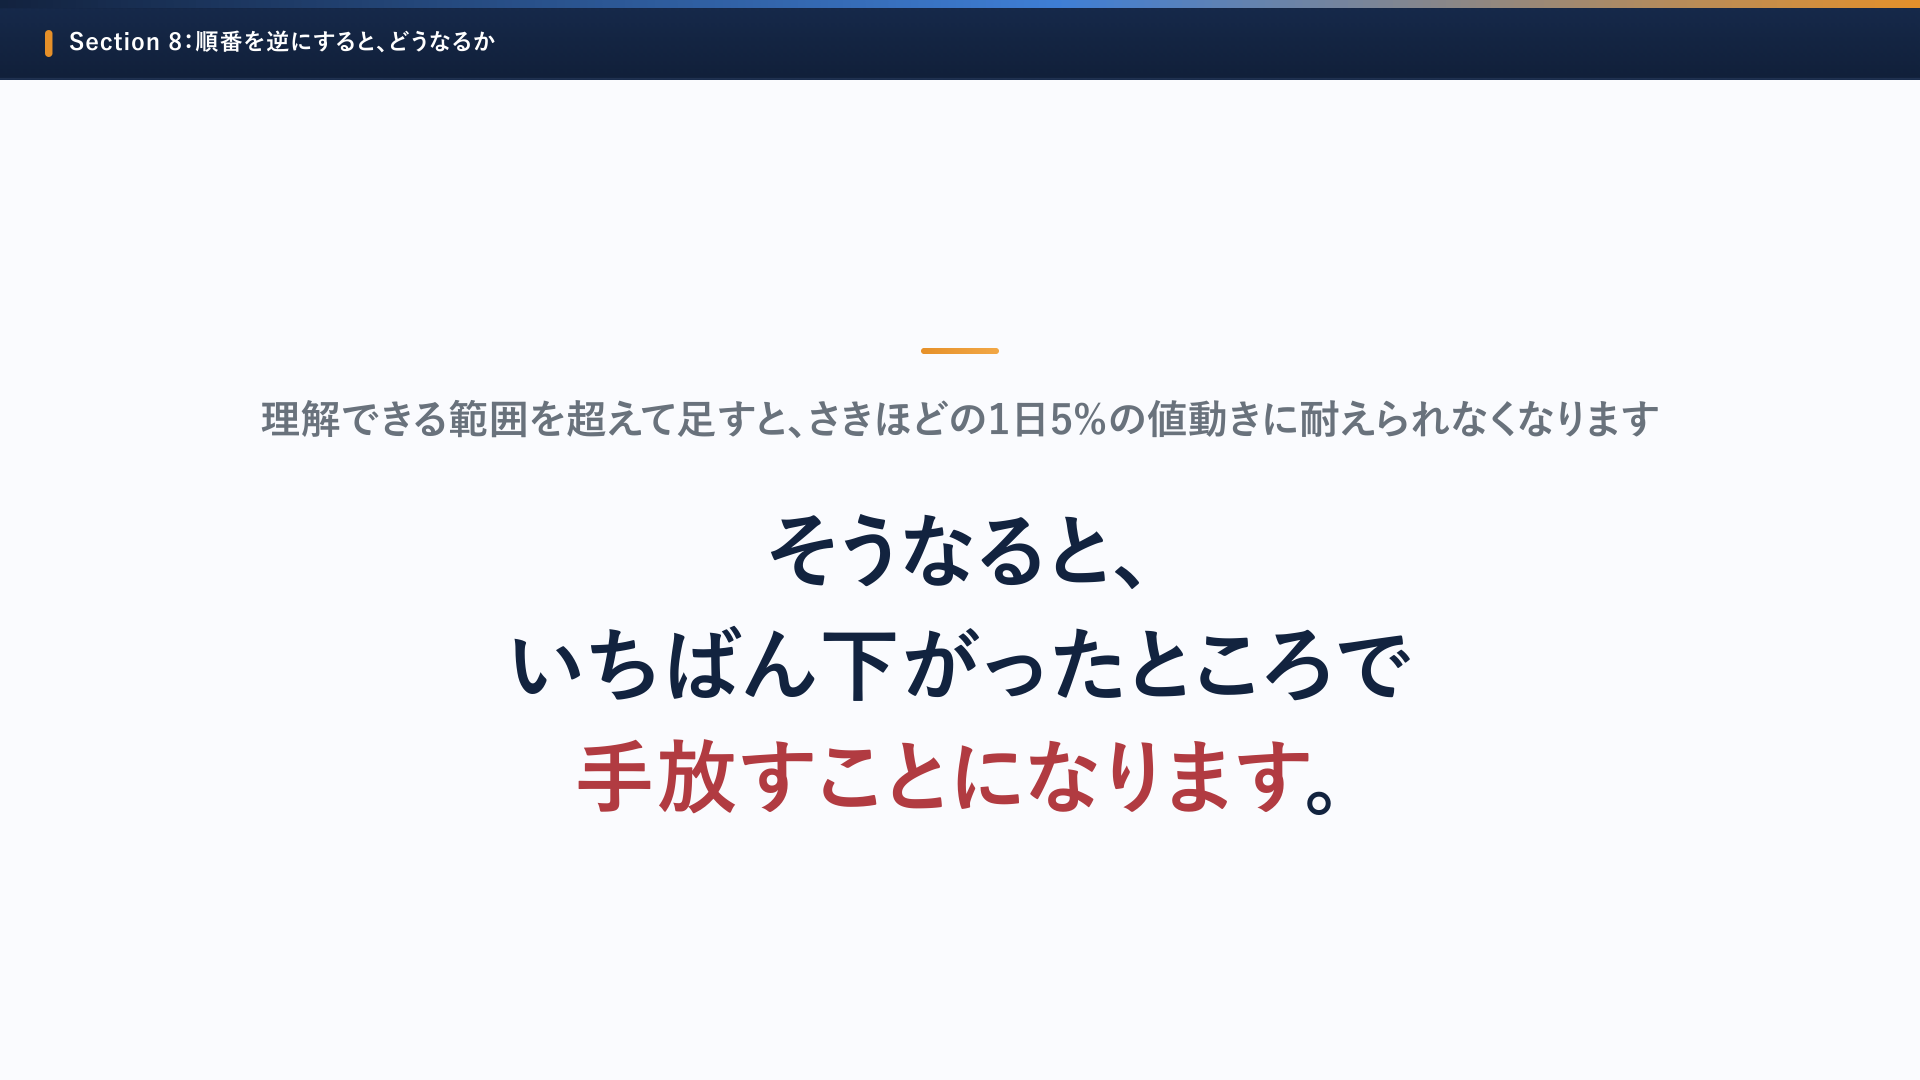 Section 8：順番を逆にすると、どうなるか
理解できる範囲を超えて足すと、さきほどの1日5%の値動きに耐えられなくなります
そうなると、
いちばん下がったところで
手放すことになります。